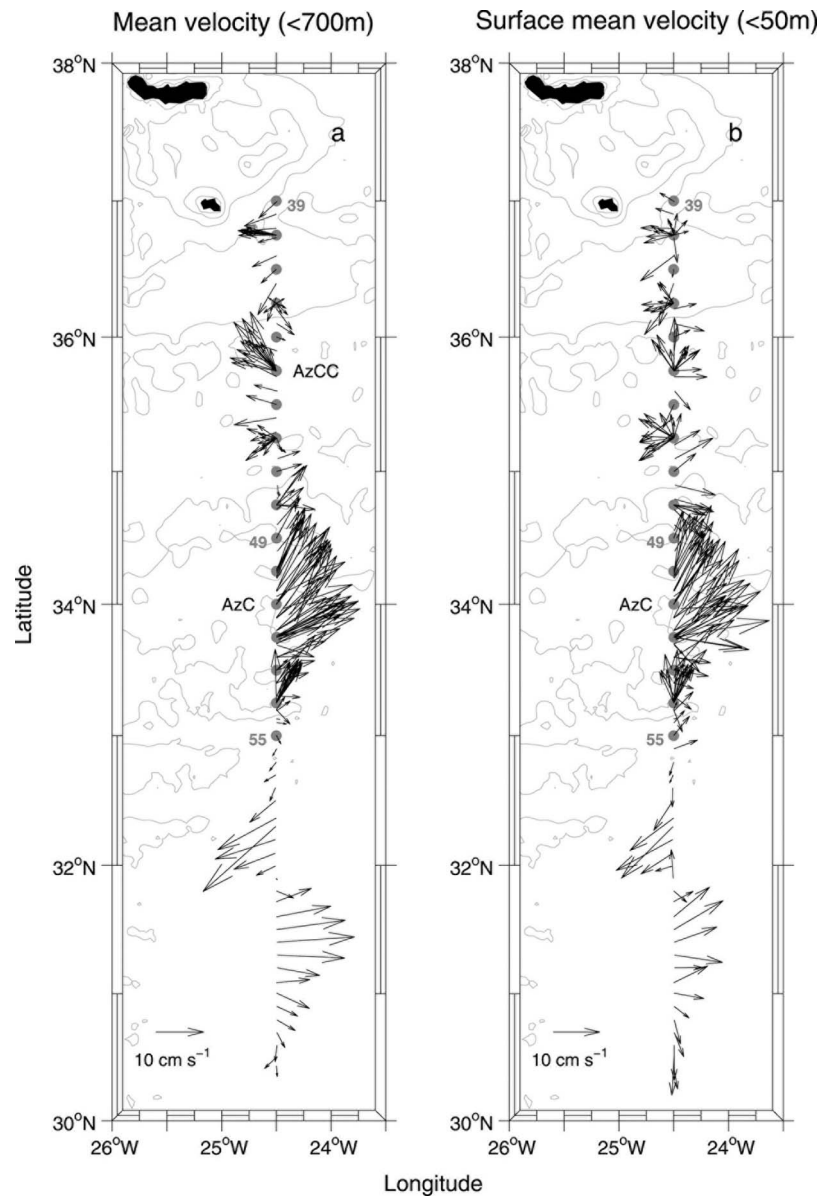 Mean velocity (<700m)
Surface mean velocity (<50m)
38°N
36°N
34°N
32°N
30°N
26°W
25°W
24°W
a
39
AzCC
49
AzC
55
10 cm s⁻¹
38°N
36°N
34°N
32°N
30°N
26°W
25°W
24°W
b
39
49
AzC
55
10 cm s⁻¹
Latitude
Longitude